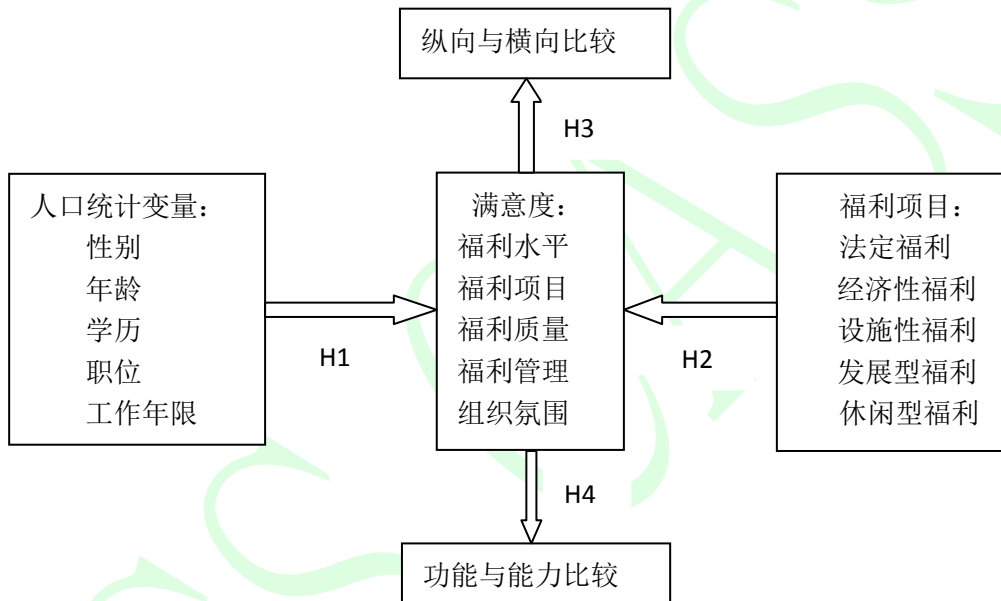 纵向与横向比较
H3
人口统计变量：
性别
年龄
学历
职位
工作年限
H1
满意度：
福利水平
福利项目
福利质量
福利管理
组织氛围
H2
福利项目：
法定福利
经济性福利
设施性福利
发展型福利
休闲型福利
H4
功能与能力比较